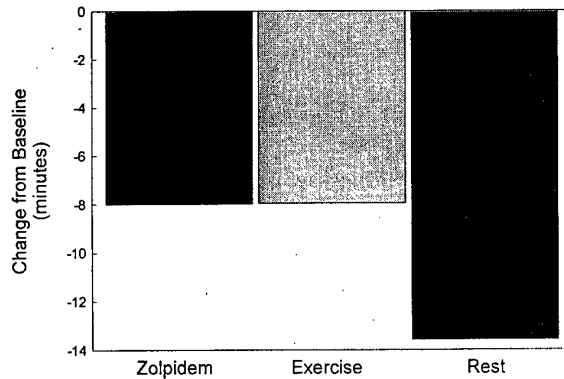 0
-2
-4
-6
-8
-10
-12
-14
Change from Baseline
(minutes)
Zolpidem
Exercise
Rest